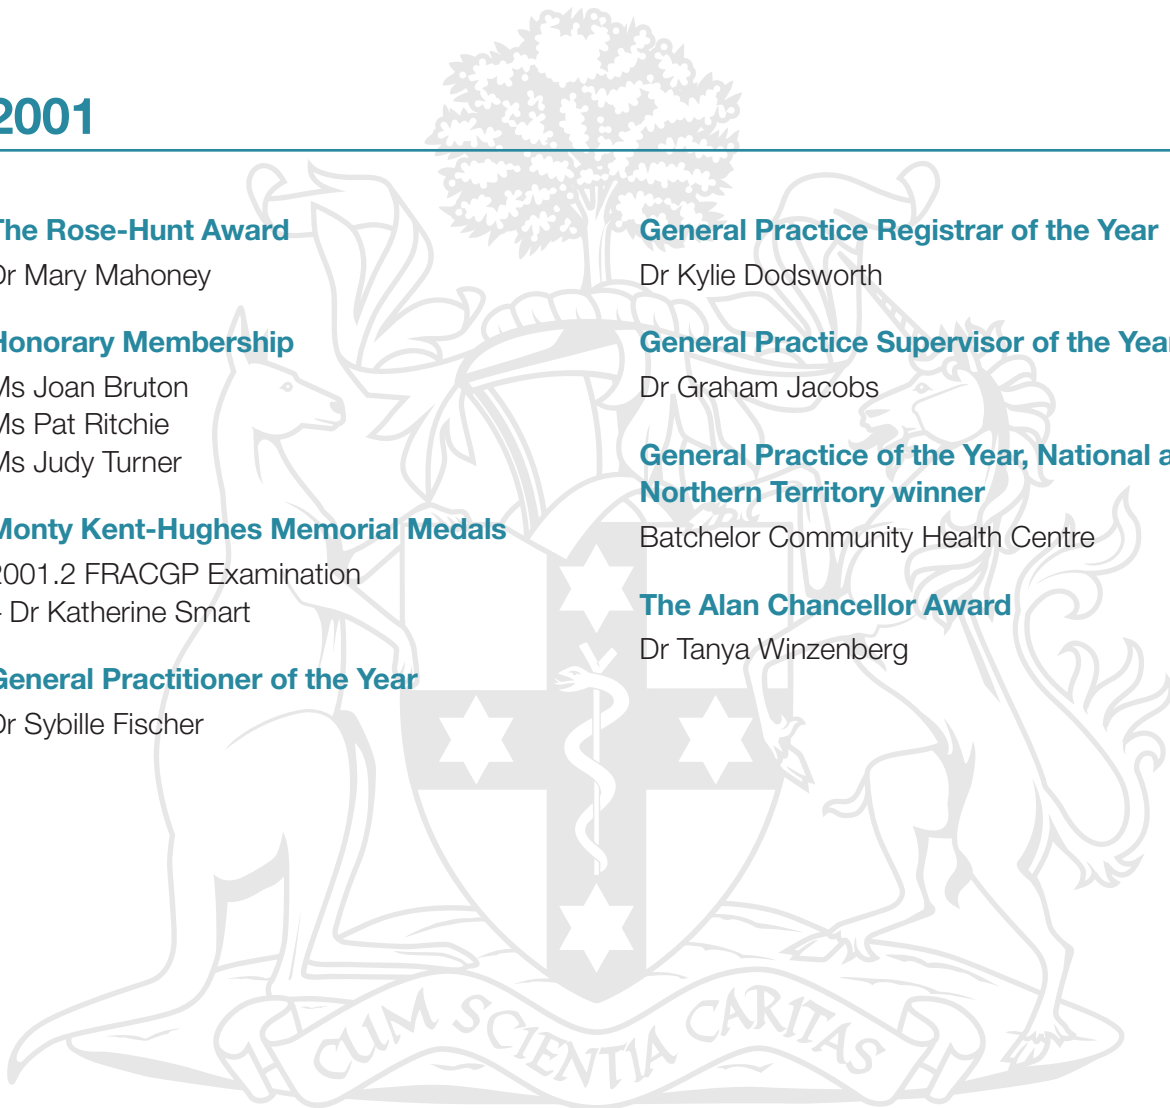 2001
The Rose-Hunt Award
Dr Mary Mahoney
Honorary Membership
Ms Joan Bruton
Ms Pat Ritchie
Ms Judy Turner
Monty Kent-Hughes Memorial Medals
2001.2 FRACGP Examination
- Dr Katherine Smart
General Practitioner of the Year
Dr Sybille Fischer
General Practice Registrar of the Year
Dr Kylie Dodsworth
General Practice Supervisor of the Year
Dr Graham Jacobs
General Practice of the Year, National a
Northern Territory winner
Batchelor Community Health Centre
The Alan Chancellor Award
Dr Tanya Winzenberg
CUM SCIENTIA CARITAS